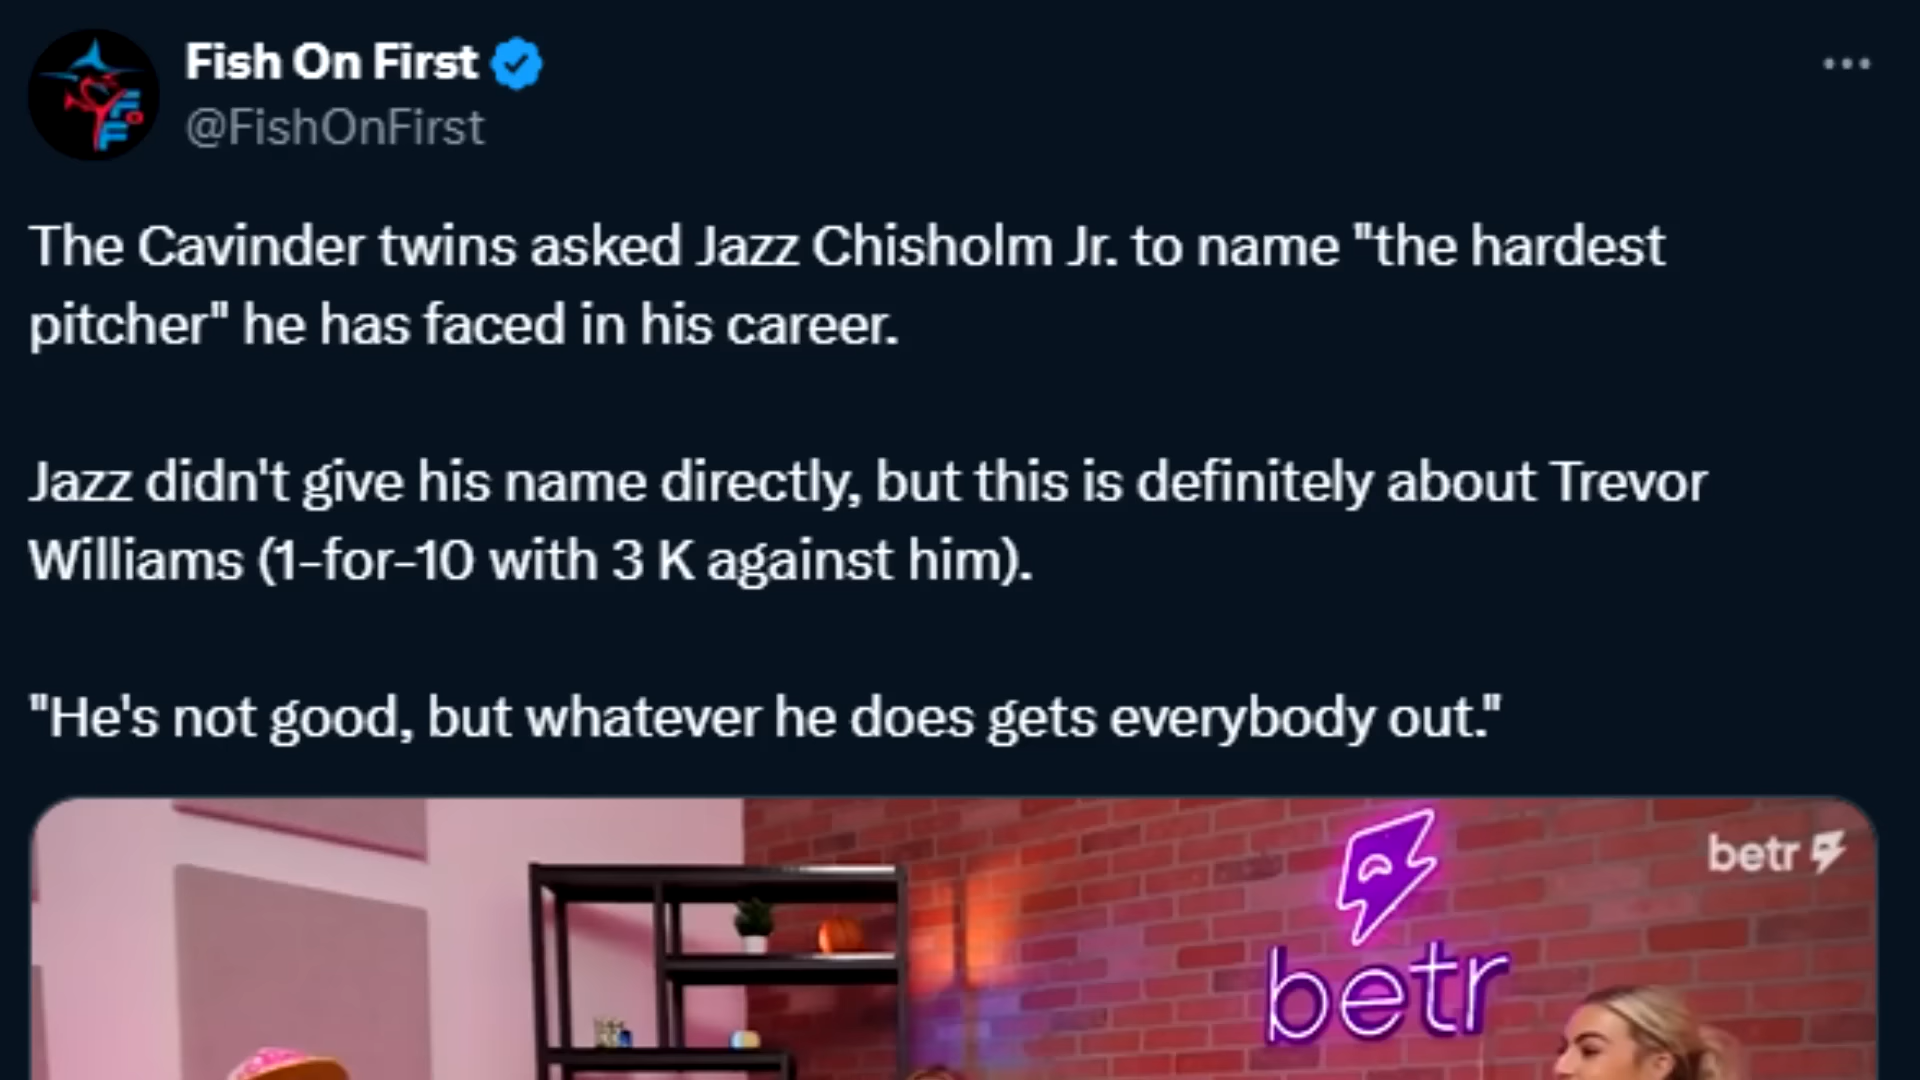 Fish On First
@FishOnFirst
The Cavinder twins asked Jazz Chisholm Jr. to name "the hardest
pitcher" he has faced in his career.
Jazz didn't give his name directly, but this is definitely about Trevor
Williams (1-for-10 with 3 K against him).
"He's not good, but whatever he does gets everybody out."
betr
betr